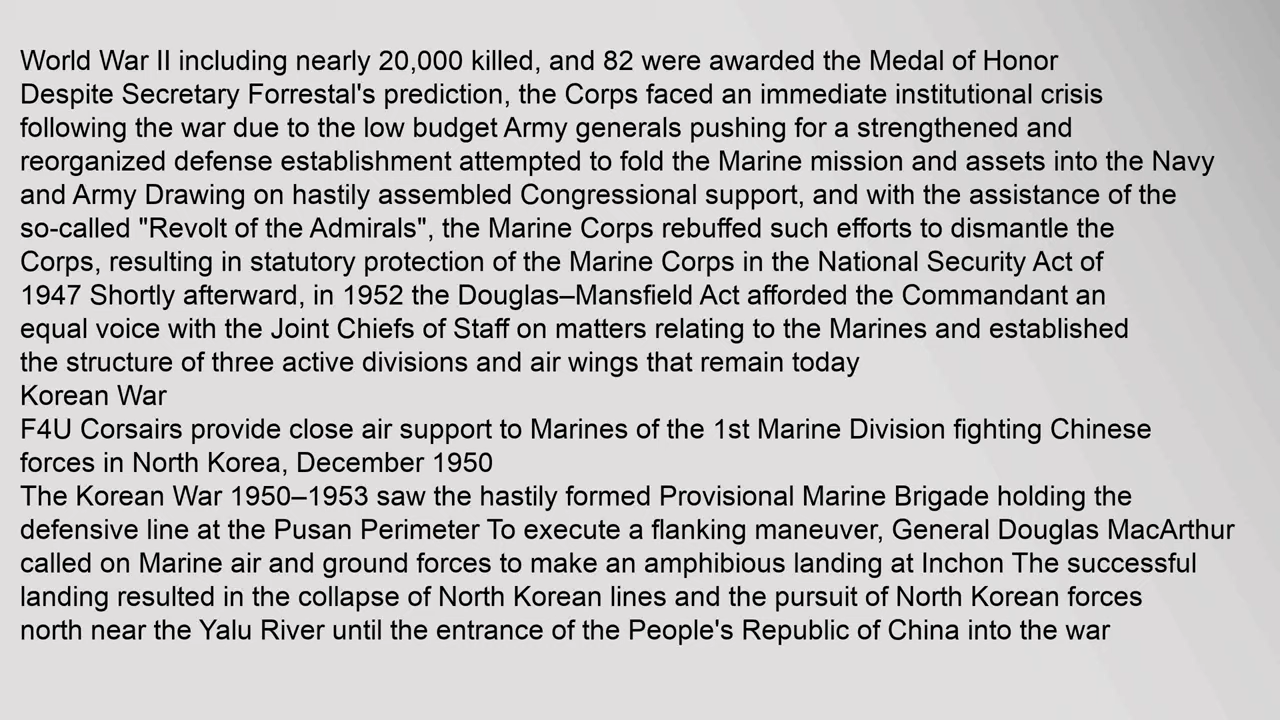 World War II including nearly 20,000 killed, and 82 were awarded the Medal of Honor
Despite Secretary Forrestal's prediction, the Corps faced an immediate institutional crisis
following the war due to the low budget Army generals pushing for a strengthened and
reorganized defense establishment attempted to fold the Marine mission and assets into the Navy
and Army Drawing on hastily assembled Congressional support, and with the assistance of the
so-called "Revolt of the Admirals", the Marine Corps rebuffed such efforts to dismantle the
Corps, resulting in statutory protection of the Marine Corps in the National Security Act of
1947 Shortly afterward, in 1952 the Douglas–Mansfield Act afforded the Commandant an
equal voice with the Joint Chiefs of Staff on matters relating to the Marines and established
the structure of three active divisions and air wings that remain today
Korean War
F4U Corsairs provide close air support to Marines of the 1st Marine Division fighting Chinese
forces in North Korea, December 1950
The Korean War 1950–1953 saw the hastily formed Provisional Marine Brigade holding the
defensive line at the Pusan Perimeter To execute a flanking maneuver, General Douglas MacArthur
called on Marine air and ground forces to make an amphibious landing at Inchon The successful
landing resulted in the collapse of North Korean lines and the pursuit of North Korean forces
north near the Yalu River until the entrance of the People's Republic of China into the war